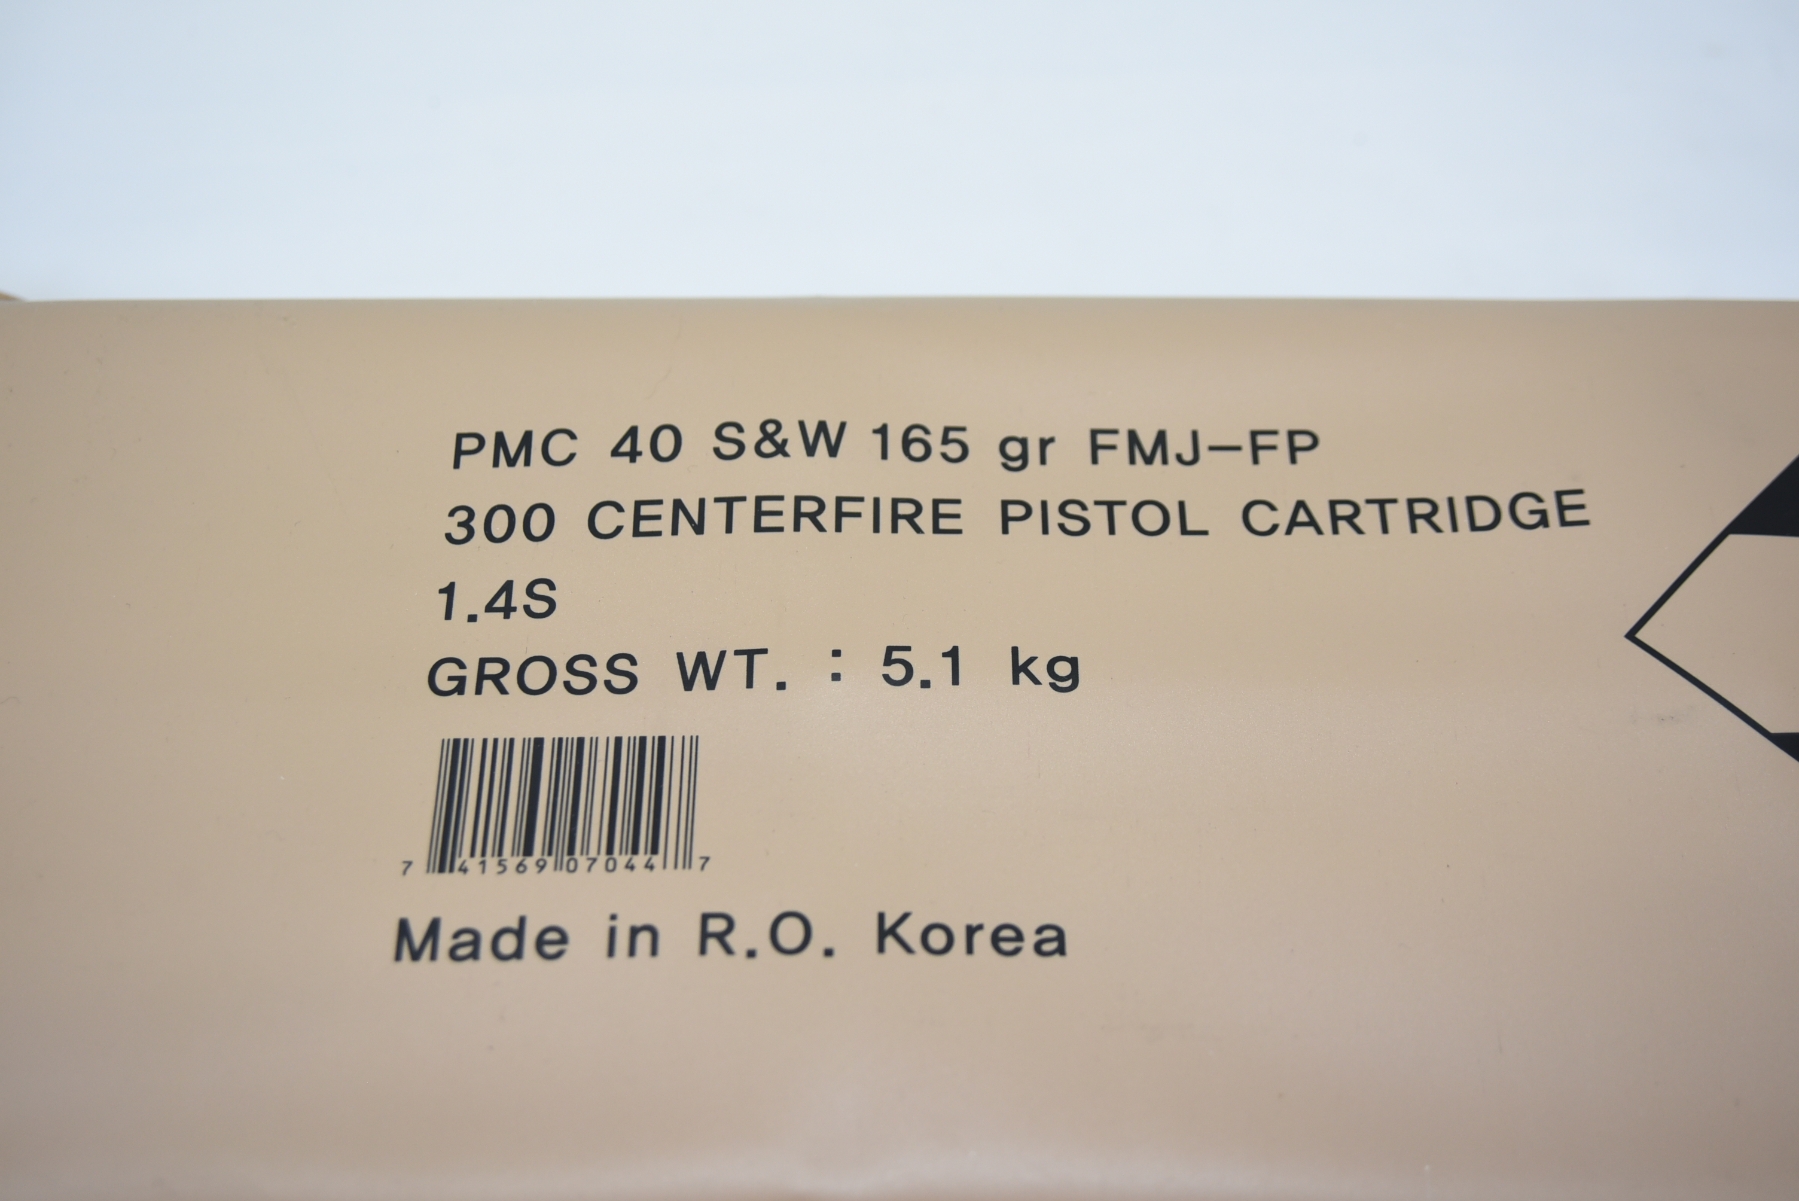 PMC 40 S&W 165 gr FMJ-FP
300 CENTERFIRE PISTOL CARTRIDGE
1.4S
GROSS WT. : 5.1 kg
7 41569 07044 7
Made in R.O. Korea